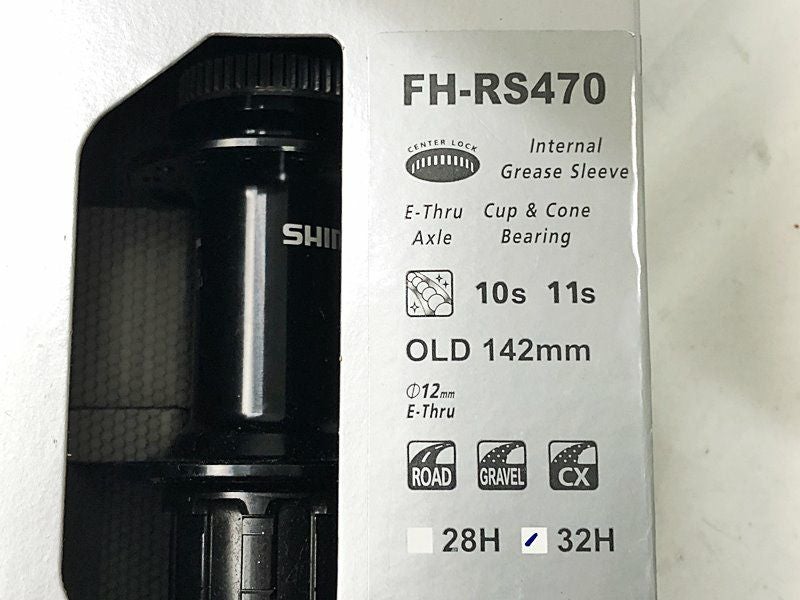 FH-RS470
CENTER LOCK
Internal
Grease Sleeve
E-Thru
Axle
Cup & Cone
Bearing
10s 11s
OLD 142mm
Φ12mm
E-Thru
ROAD GRAVEL CX
28H 32H
SHIM